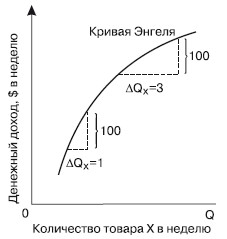 Кривая Энгеля
Денежный доход, $ в неделю
100
ΔQx=3
100
ΔQx=1
0
Q
Количество товара X в неделю